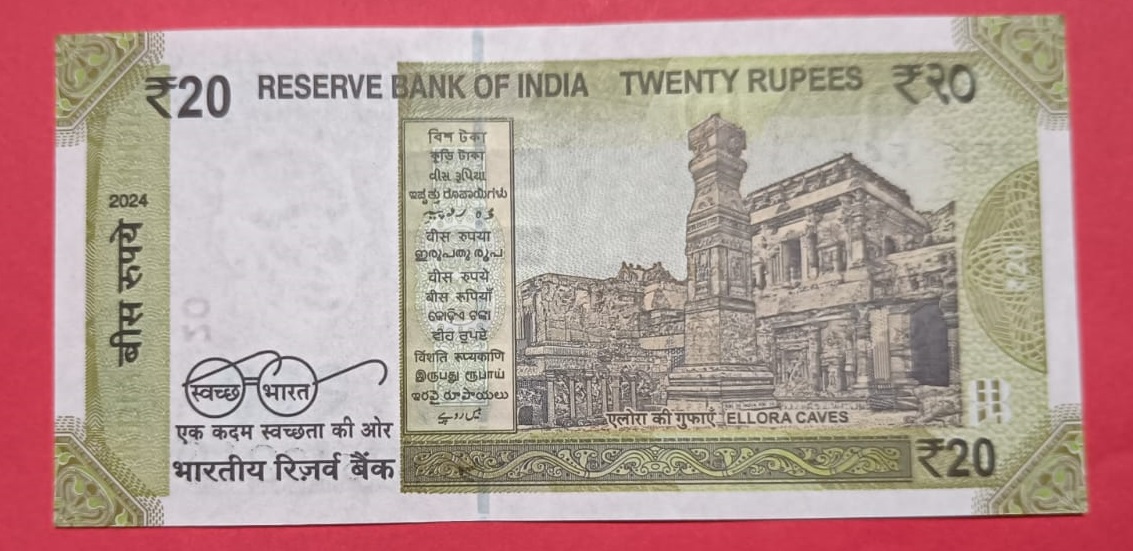 ₹20 RESERVE BANK OF INDIA TWENTY RUPEES ₹२०
2024
बीस रुपये
বিশ টকা
কুড়ি টাকা
વીસ રૂપિયા
ಇಪ್ಪತ್ತು ರೂಪಾಯಿಗಳು
वीस रुपया
ഇരുപതു രൂപ
वीस रुपये
बीस रुपियाँ
କୋଡ଼ିଏ ଟଙ୍କା
ਵੀਹ ਰੁਪਏ
विंशति रूप्यकाणि
இருபது ரூபாய்
ఇరవై రూపాయలు
بیس روپیے
स्वच्छ भारत
एक कदम स्वच्छता की ओर
भारतीय रिज़र्व बैंक
एलोरा की गुफाएँ ELLORA CAVES
₹20